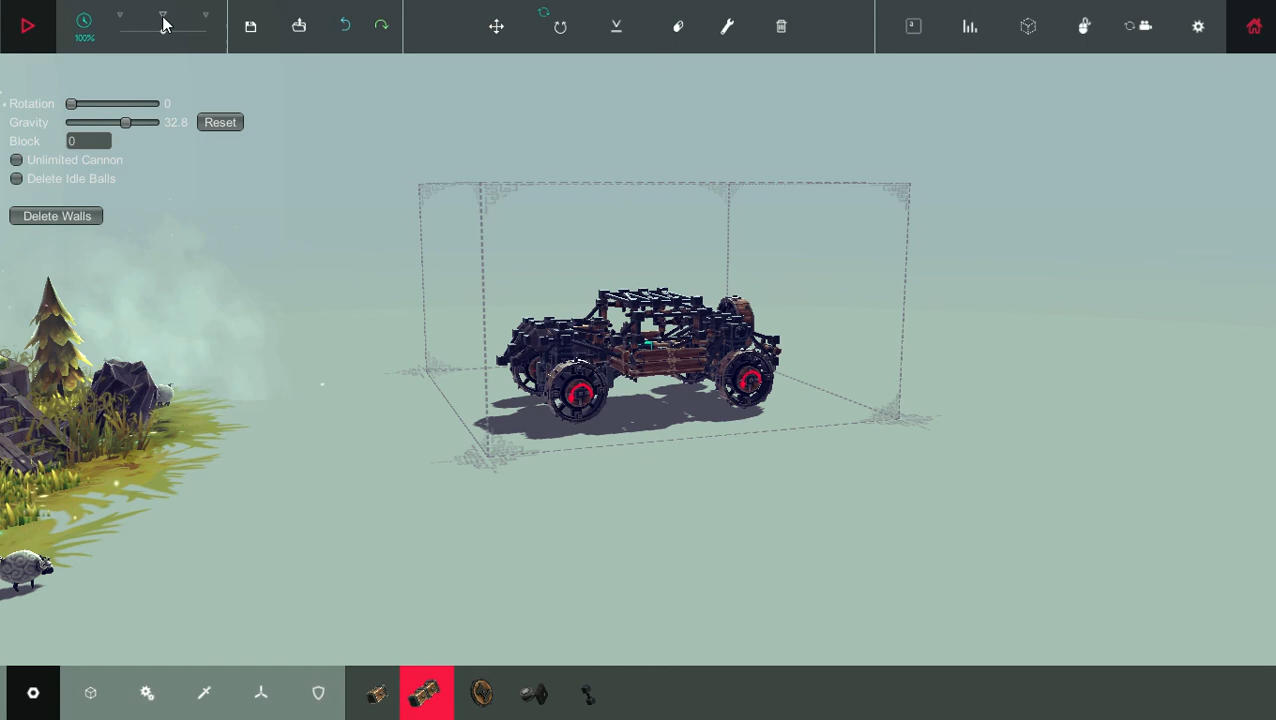 100%
Rotation 0
Gravity 32.8 Reset
Block 0
Unlimited Cannon
Delete Idle Balls
Delete Walls